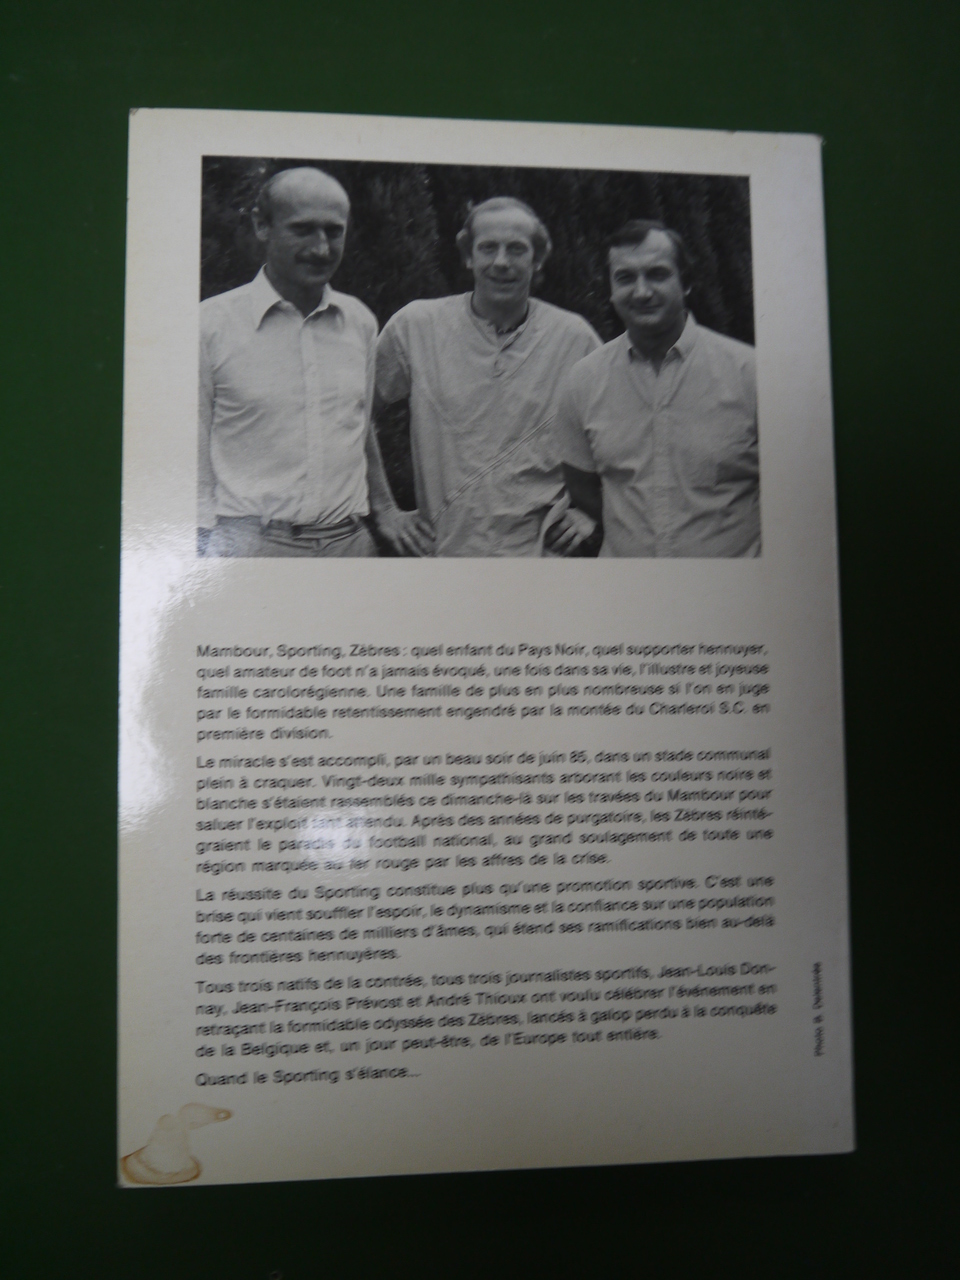 Mambour, Sporting, Zèbres : quel enfant du Pays Noir, quel supporter hennuyer,
quel amateur de foot n'a jamais évoqué, une fois dans sa vie, l'illustre et joyeuse
famille carolorégienne. Une famille de plus en plus nombreuse si l'on en juge
par le formidable retentissement engendré par la montée du Charleroi S.C. en
première division.
Le miracle s'est accompli, par un beau soir de juin 85, dans un stade communal
plein à craquer. Vingt-deux mille sympathisants arborant les couleurs noire et
blanche s'étaient rassemblés ce dimanche-là sur les travées du Mambour pour
saluer l'exploit tant attendu. Après des années de purgatoire, les Zèbres réinté-
graient le paradis du football national, au grand soulagement de toute une
région marquée au fer rouge par les affres de la crise.
La réussite du Sporting constitue plus qu'une promotion sportive. C'est une
brise qui vient souffler l'espoir, le dynamisme et la confiance sur une population
forte de centaines de milliers d'âmes, qui étend ses ramifications bien au-delà
des frontières hennuyères.
Tous trois natifs de la contrée, tous trois journalistes sportifs, Jean-Louis Don-
nay, Jean-François Prévost et André Thioux ont voulu célébrer l'événement en
retraçant la formidable odyssée des Zèbres, lancés à galop perdu à la conquête
de la Belgique et, un jour peut-être, de l'Europe tout entière.
Quand le Sporting s'élance...
Photo B.